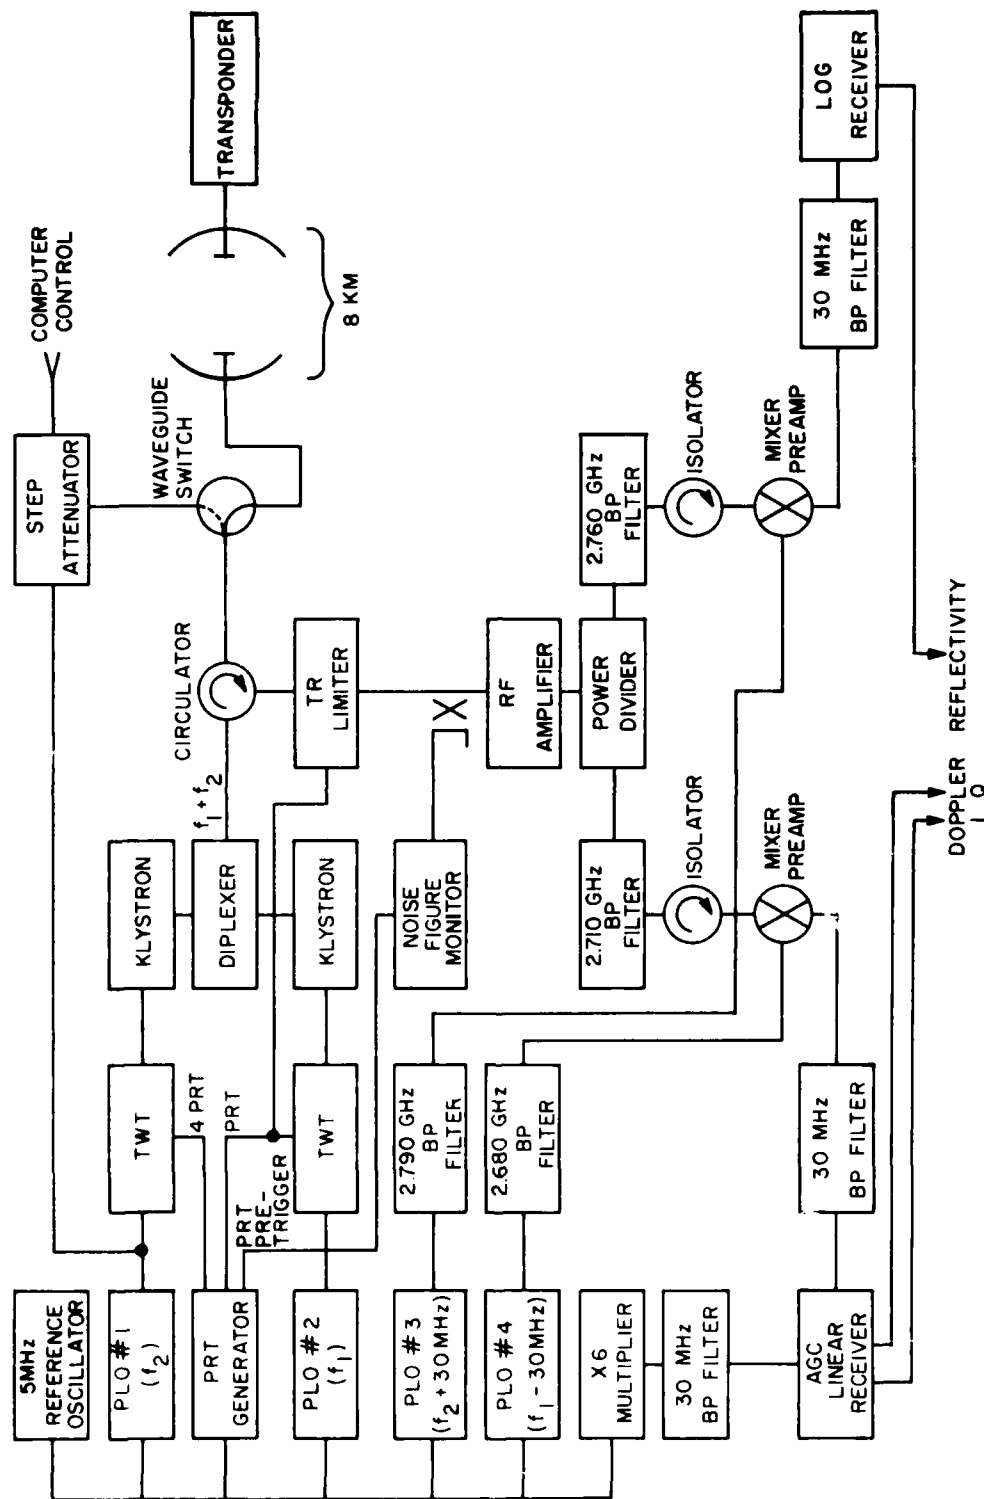 5MHz
REFERENCE
OSCILLATOR
PLO #1
(f2)
PRT
GENERATOR
PLO #2
(f1)
PLO #3
(f2 + 30MHz)
PLO #4
(f1 - 30MHz)
X6
MULTIPLIER
30 MHz
BP FILTER
AGC
LINEAR
RECEIVER
TWT
4 PRT
PRT
PRT
PRE-
TRIGGER
TWT
2.790 GHz
BP
FILTER
2.680 GHz
BP
FILTER
30 MHz
BP FILTER
KLYSTRON
DIPLEXER
KLYSTRON
NOISE
FIGURE
MONITOR
2.710 GHz
BP
FILTER
ISOLATOR
MIXER
PREAMP
f1 + f2
CIRCULATOR
TR
LIMITER
RF
AMPLIFIER
POWER
DIVIDER
STEP
ATTENUATOR
WAVEGUIDE
SWITCH
2.760 GHz
BP
FILTER
ISOLATOR
MIXER
PREAMP
COMPUTER
CONTROL
8 KM
TRANSPONDER
30 MHz
BP FILTER
LOG
RECEIVER
DOPPLER
I Q
REFLECTIVITY